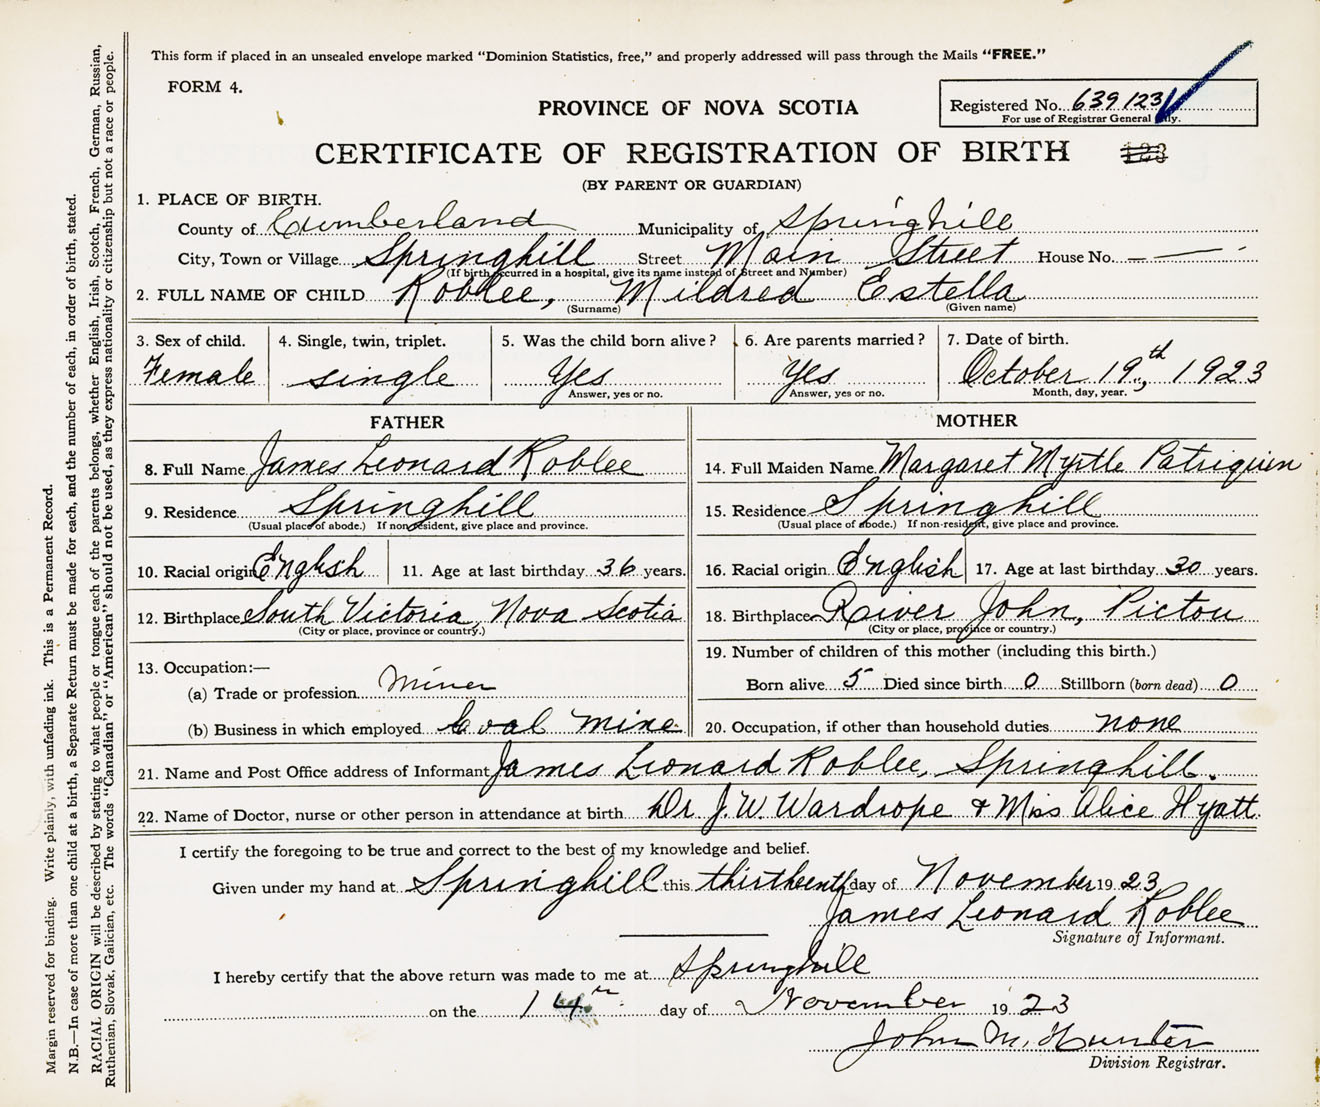 This form if placed in an unsealed envelope marked “Dominion Statistics, free,” and properly addressed will pass through the Mails “FREE.”
FORM 4.
Registered No. 639123
For use of Registrar General
PROVINCE OF NOVA SCOTIA
CERTIFICATE OF REGISTRATION OF BIRTH
(BY PARENT OR GUARDIAN)
1. PLACE OF BIRTH.
County of Cumberland Municipality of Springhill
City, Town or Village Springhill Street Main Street House No. — —
(If birth occurred in a hospital, give its name instead of Street and Number)
2. FULL NAME OF CHILD Roblee, Mildred Estella
(Surname) (Given name)
3. Sex of child. 4. Single, twin, triplet. 5. Was the child born alive? 6. Are parents married? 7. Date of birth.
Female single Yes Yes October 19th, 1923
Answer, yes or no. Answer, yes or no. Month, day, year.
FATHER
8. Full Name James Leonard Roblee
9. Residence Springhill
(Usual place of abode.) If non-resident, give place and province.
10. Racial origin English 11. Age at last birthday 36 years.
12. Birthplace South Victoria, Nova Scotia
(City or place, province or country.)
13. Occupation:—
(a) Trade or profession Miner
(b) Business in which employed Coal mine
MOTHER
14. Full Maiden Name Margaret Myrtle Patriquin
15. Residence Springhill
(Usual place of abode.) If non-resident, give place and province.
16. Racial origin English 17. Age at last birthday 30 years.
18. Birthplace River John, Pictou
(City or place, province or country.)
19. Number of children of this mother (including this birth.)
Born alive 5 Died since birth 0 Stillborn (born dead) 0
20. Occupation, if other than household duties none
21. Name and Post Office address of Informant James Leonard Roblee, Springhill.
22. Name of Doctor, nurse or other person in attendance at birth Dr. J. W. Wardrope & Miss Alice Hyatt.
I certify the foregoing to be true and correct to the best of my knowledge and belief.
Given under my hand at Springhill this thirtheenth day of November 1923
James Leonard Roblee
Signature of Informant.
I hereby certify that the above return was made to me at Springhill
on the 14th day of November 1923
John M. Hunter
Division Registrar.
Margin reserved for binding. Write plainly, with unfading ink. This is a Permanent Record.
N.B.—In case of more than one child at a birth, a Separate Return must be made for each, and the number of each, in order of birth, stated.
RACIAL ORIGIN will be described by stating to what people or tongue each of the parents belongs, whether English, Irish, Scotch, French, German, Russian,
Ruthenian, Slovak, Galician, etc. The words “Canadian” or “American” should not be used, as they express nationality or citizenship but not a race or people.